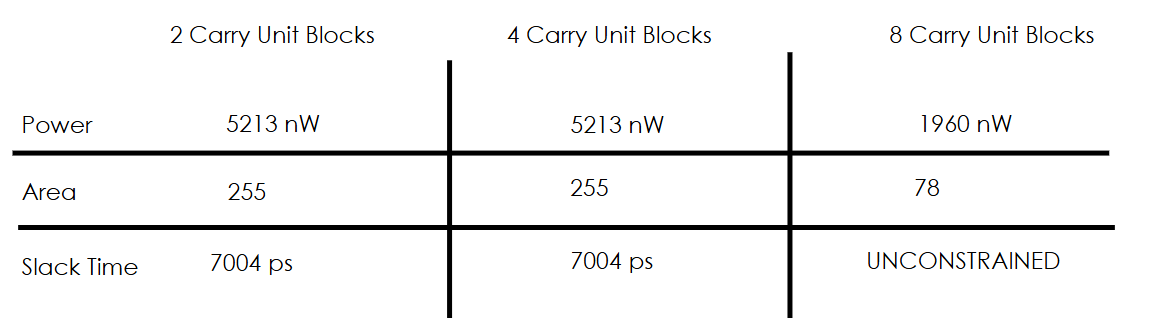 2 Carry Unit Blocks 4 Carry Unit Blocks 8 Carry Unit Blocks
Power 5213 nW 5213 nW 1960 nW
Area 255 255 78
Slack Time 7004 ps 7004 ps UNCONSTRAINED